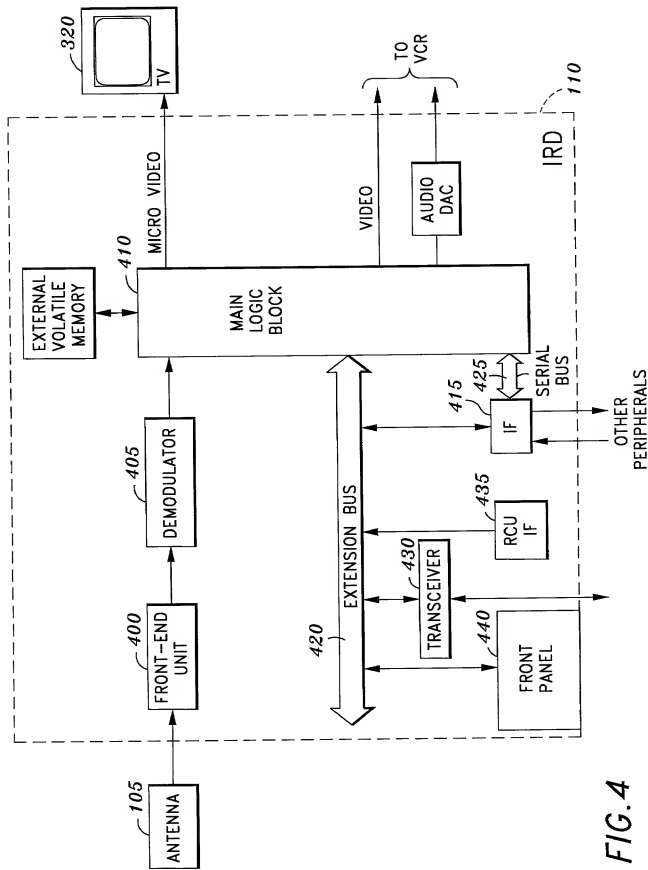 320
TV
TO
VCR
110
IRD
MICRO VIDEO
VIDEO
AUDIO
DAC
EXTERNAL
VOLATILE
MEMORY
410
MAIN
LOGIC
BLOCK
425
SERIAL
BUS
415
IF
OTHER
PERIPHERALS
405
DEMODULATOR
EXTENSION BUS
420
435
RCU
IF
430
TRANSCEIVER
440
FRONT
PANEL
400
FRONT-END
UNIT
105
ANTENNA
FIG.4